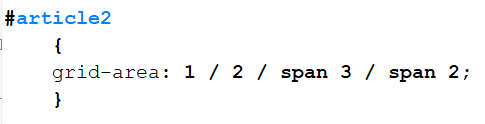 #article2
{
grid-area: 1 / 2 / span 3 / span 2;
}